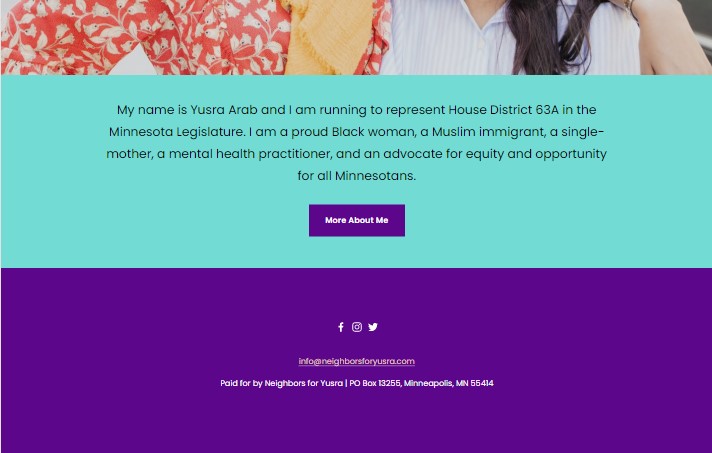 My name is Yusra Arab and I am running to represent House District 63A in the
Minnesota Legislature. I am a proud Black woman, a Muslim immigrant, a single-
mother, a mental health practitioner, and an advocate for equity and opportunity
for all Minnesotans.
More About Me
info@neighborsforyusra.com
Paid for by Neighbors for Yusra | PO Box 13255, Minneapolis, MN 55414